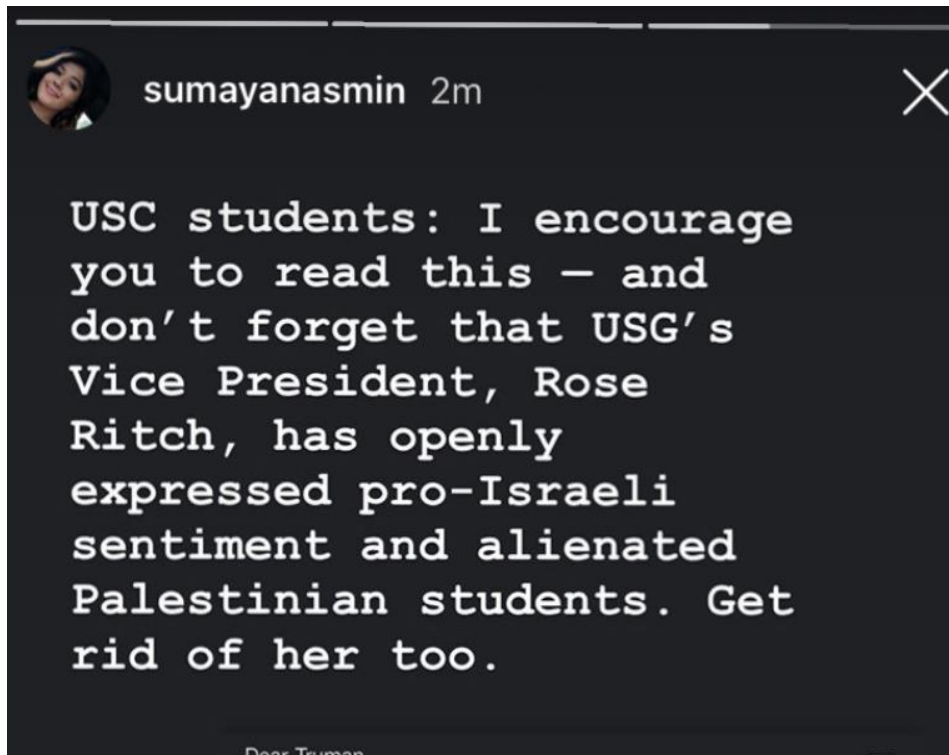 sumayanasmin 2m
USC students: I encourage
you to read this — and
don't forget that USG's
Vice President, Rose
Ritch, has openly
expressed pro-Israeli
sentiment and alienated
Palestinian students. Get
rid of her too.
Dear Truman